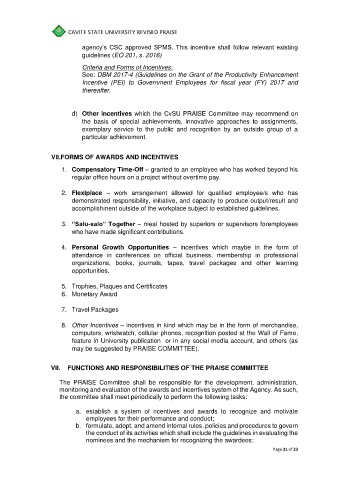 CAVITE STATE UNIVERSITY REVISED PRAISE
agency's CSC approved SPMS. This incentive shall follow relevant existing
guidelines (EO 201, s. 2016)
Criteria and Forms of Incentives:
See: DBM 2017-4 (Guidelines on the Grant of the Productivity Enhancement
Incentive (PEI) to Government Employees for fiscal year (FY) 2017 and
thereafter.
d) Other incentives which the CvSU PRAISE Committee may recommend on
the basis of special achievements, innovative approaches to assignments,
exemplary service to the public and recognition by an outside group of a
particular achievement.
VII.FORMS OF AWARDS AND INCENTIVES
1. Compensatory Time-Off – granted to an employee who has worked beyond his
regular office hours on a project without overtime pay.
2. Flexiplace – work arrangement allowed for qualified employee/s who has
demonstrated responsibility, initiative, and capacity to produce output/result and
accomplishment outside of the workplace subject to established guidelines.
3. "Salu-salo" Together – meal hosted by superiors or supervisors foremployees
who have made significant contributions.
4. Personal Growth Opportunities – incentives which maybe in the form of
attendance in conferences on official business, membership in professional
organizations, books, journals, tapes, travel packages and other learning
opportunities.
5. Trophies, Plaques and Certificates
6. Monetary Award
7. Travel Packages
8. Other Incentives – incentives in kind which may be in the form of merchandise,
computers, wristwatch, cellular phones, recognition posted at the Wall of Fame,
feature in University publication or in any social media account, and others (as
may be suggested by PRAISE COMMITTEE).
VII. FUNCTIONS AND RESPONSIBILITIES OF THE PRAISE COMMITTEE
The PRAISE Committee shall be responsible for the development, administration,
monitoring and evaluation of the awards and incentives system of the Agency. As such,
the committee shall meet periodically to perform the following tasks:
a. establish a system of ncentives and awards to recognize and motivate
employees for their performance and conduct;
b. formulate, adopt, and amend internal rules, policies and procedures to govern
the conduct of its activities which shall include the guidelines in evaluating the
nominees and the mechanism for recognizing the awardees;
Page 21 of 23